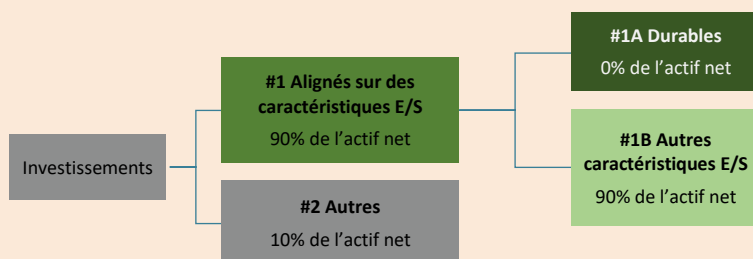 Investissements
#1 Alignés sur des
caractéristiques E/S
90% de l'actif net
#2 Autres
10% de l'actif net
#1A Durables
0% de l'actif net
#1B Autres
caractéristiques E/S
90% de l'actif net